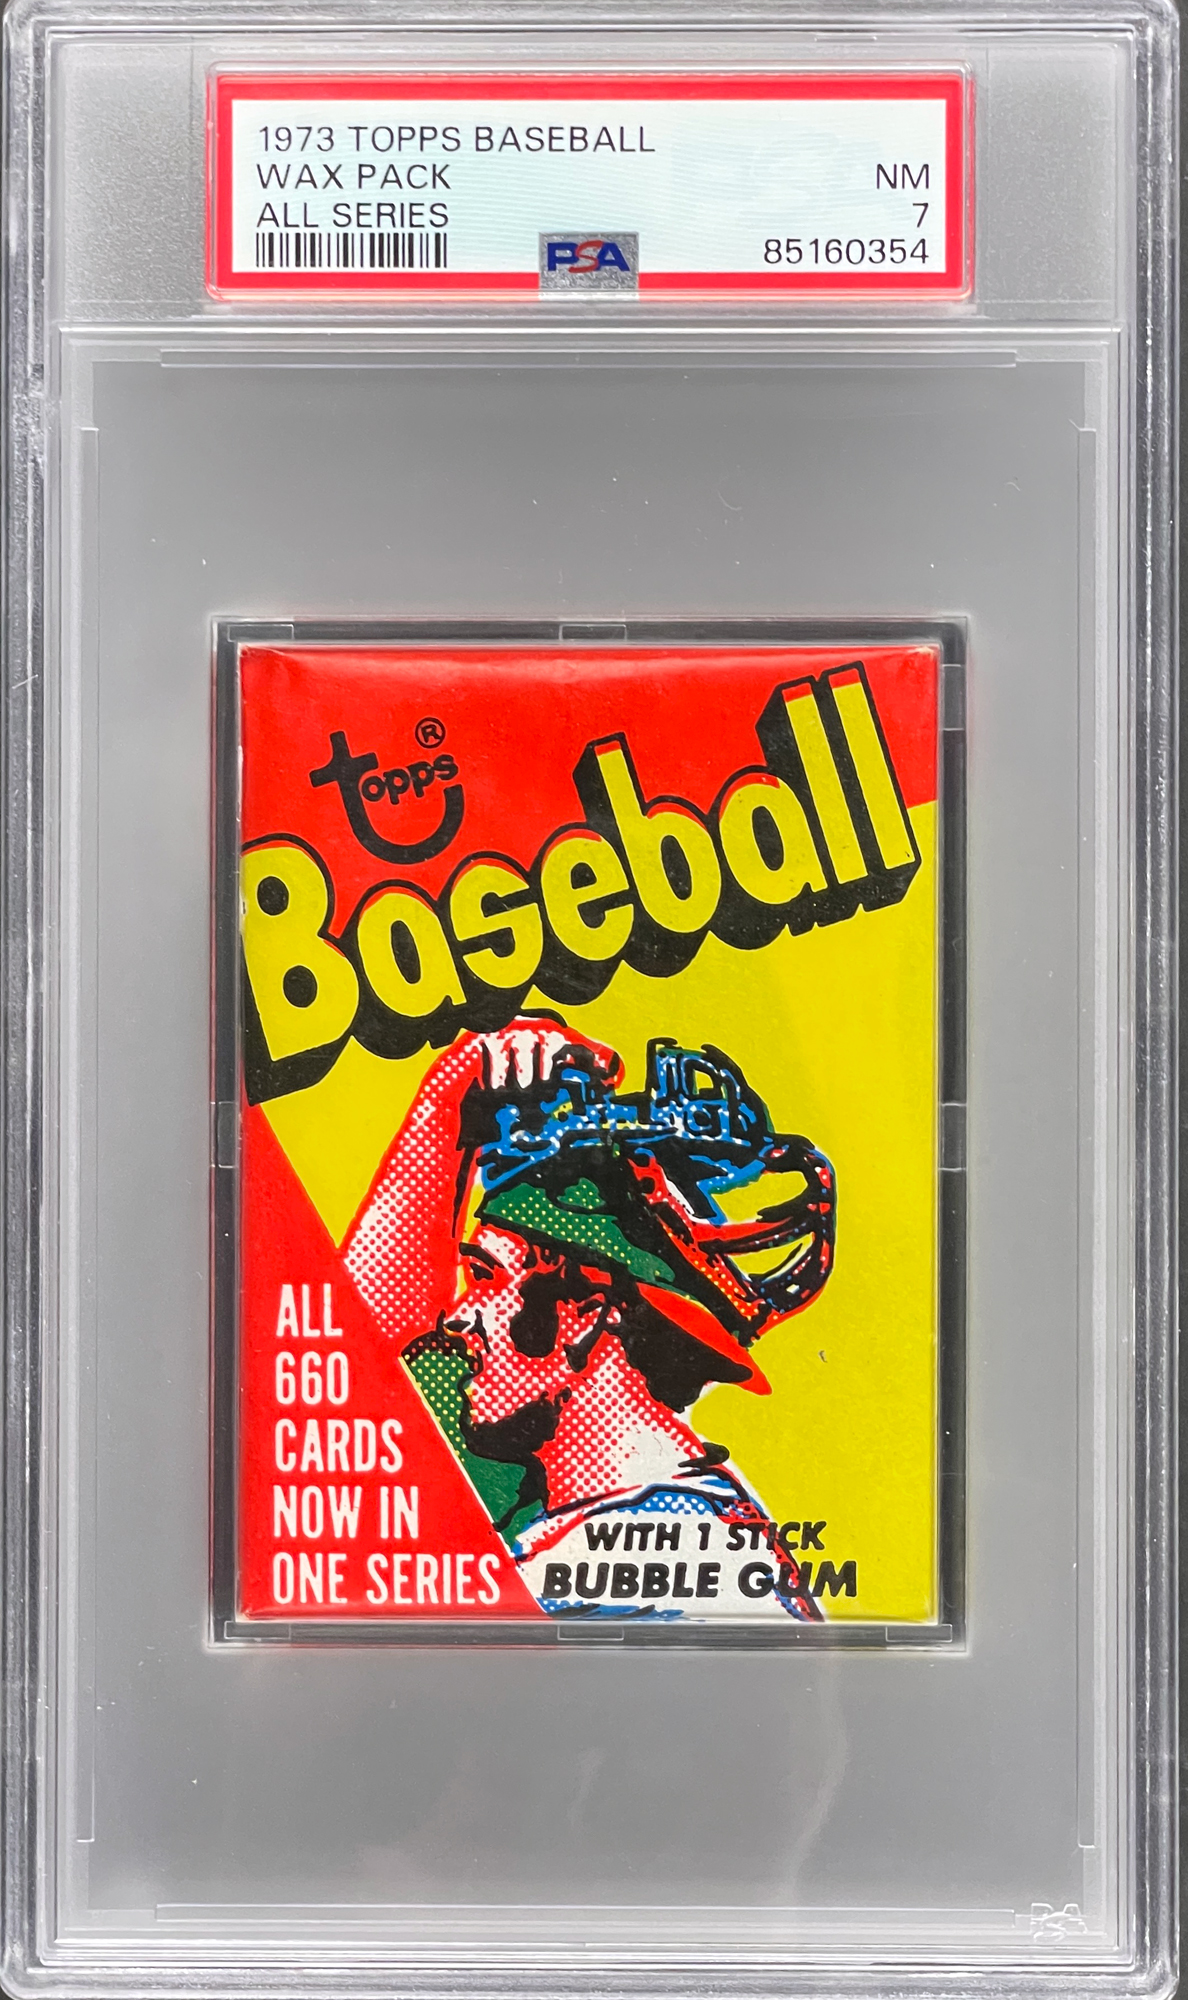 1973 TOPPS BASEBALL
WAX PACK
NM
ALL SERIES
7
PSA
85160354
topps®
Baseball
ALL
660
CARDS
NOW IN
ONE SERIES
WITH 1 STICK
BUBBLE GUM
PSA